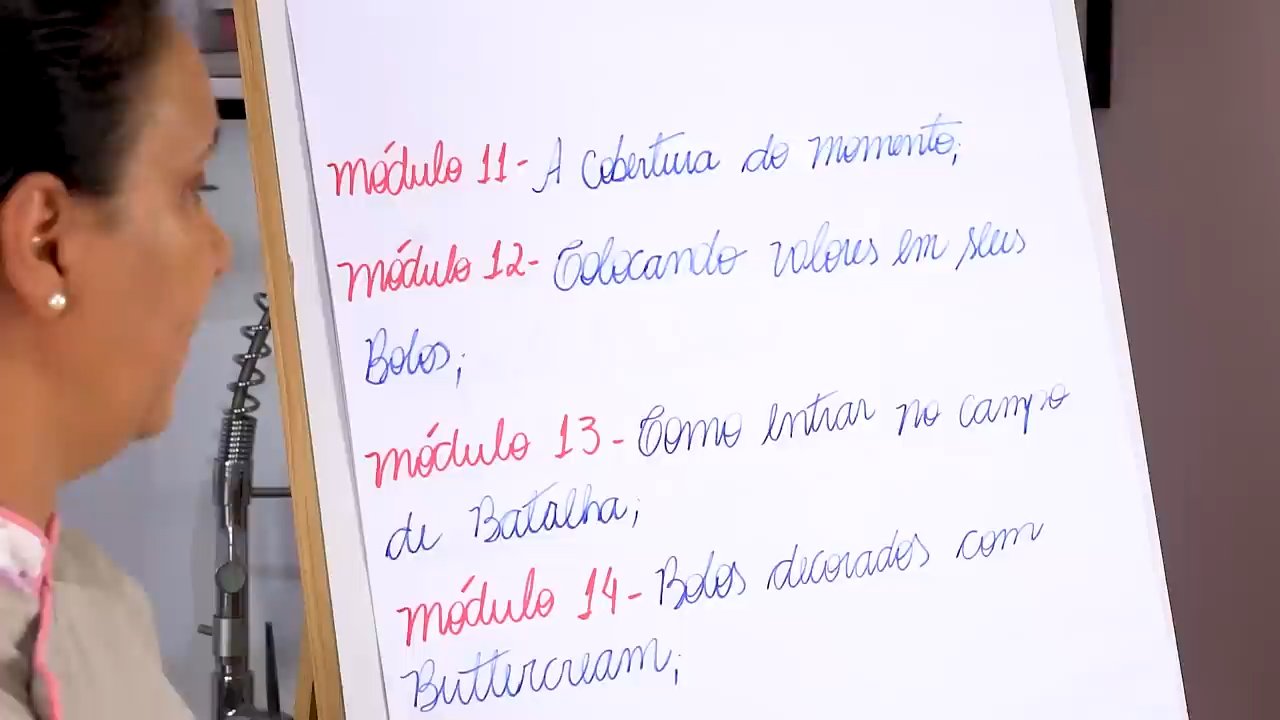 módulo 11- A Cobertura do momento;
módulo 12- Colocando valores em seus
Bolos;
módulo 13- Como entrar no campo
de Batalha;
módulo 14- Bolos decorados com
Buttercream;